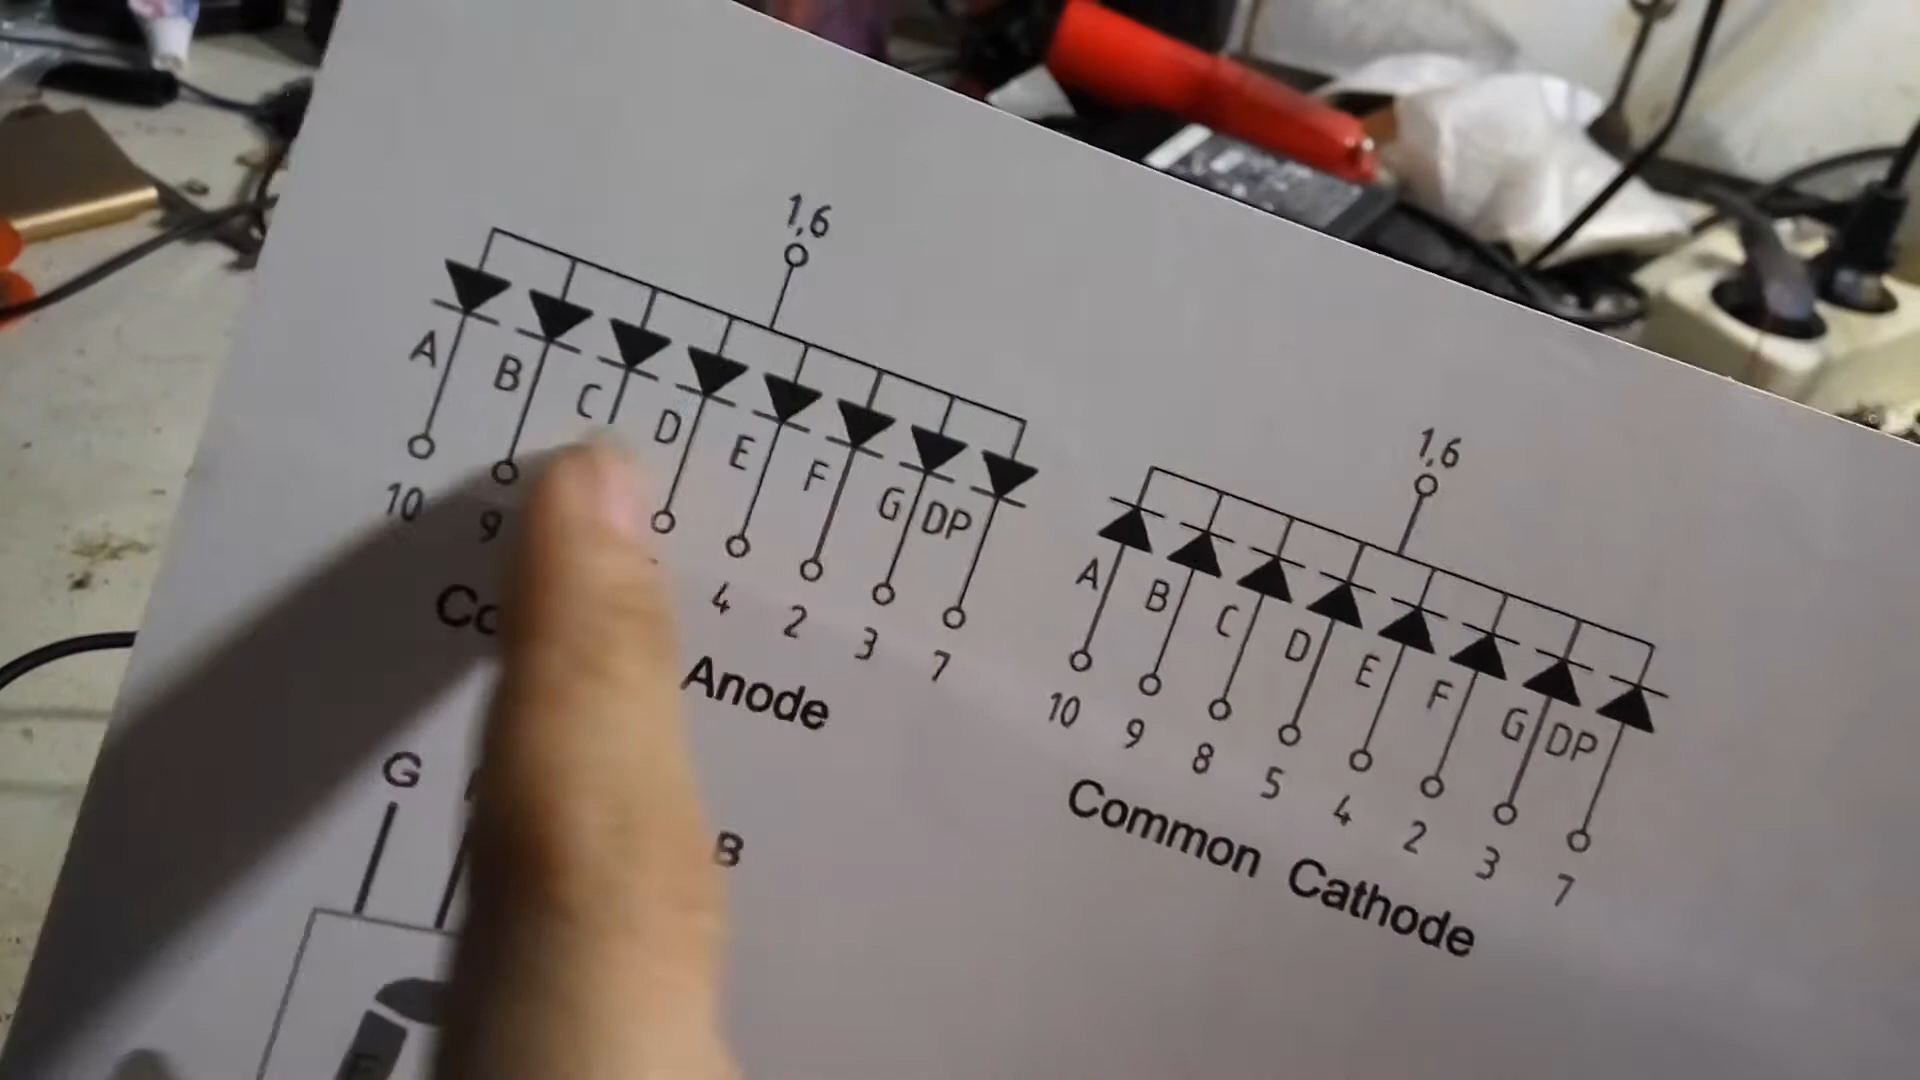 1,6
A B C D E F G DP
10 9 4 2 3 7
Anode
1,6
A B C D E F G DP
10 9 8 5 4 2 3 7
Common Cathode
G
B